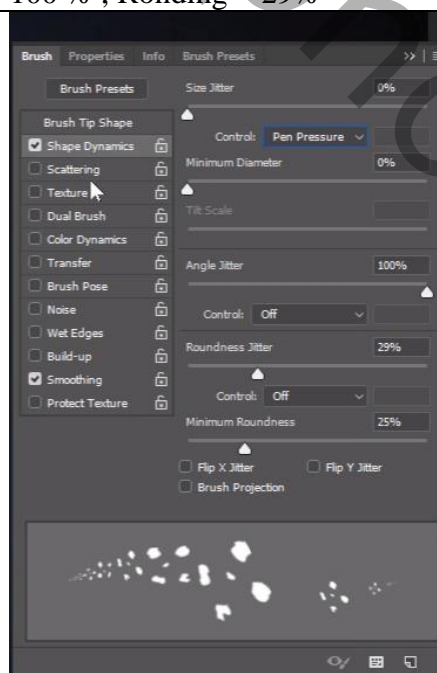 100 % , Ronding = 29%
Brush Properties Info Brush Presets
Brush Presets
Brush Tip Shape
Shape Dynamics
Scattering
Texture
Dual Brush
Color Dynamics
Transfer
Brush Pose
Noise
Wet Edges
Build-up
Smoothing
Protect Texture
Size Jitter 0%
Control: Pen Pressure
Minimum Diameter 0%
Tilt Scale
Angle Jitter 100%
Control: Off
Roundness Jitter 29%
Control: Off
Minimum Roundness 25%
Flip X Jitter Flip Y Jitter
Brush Projection